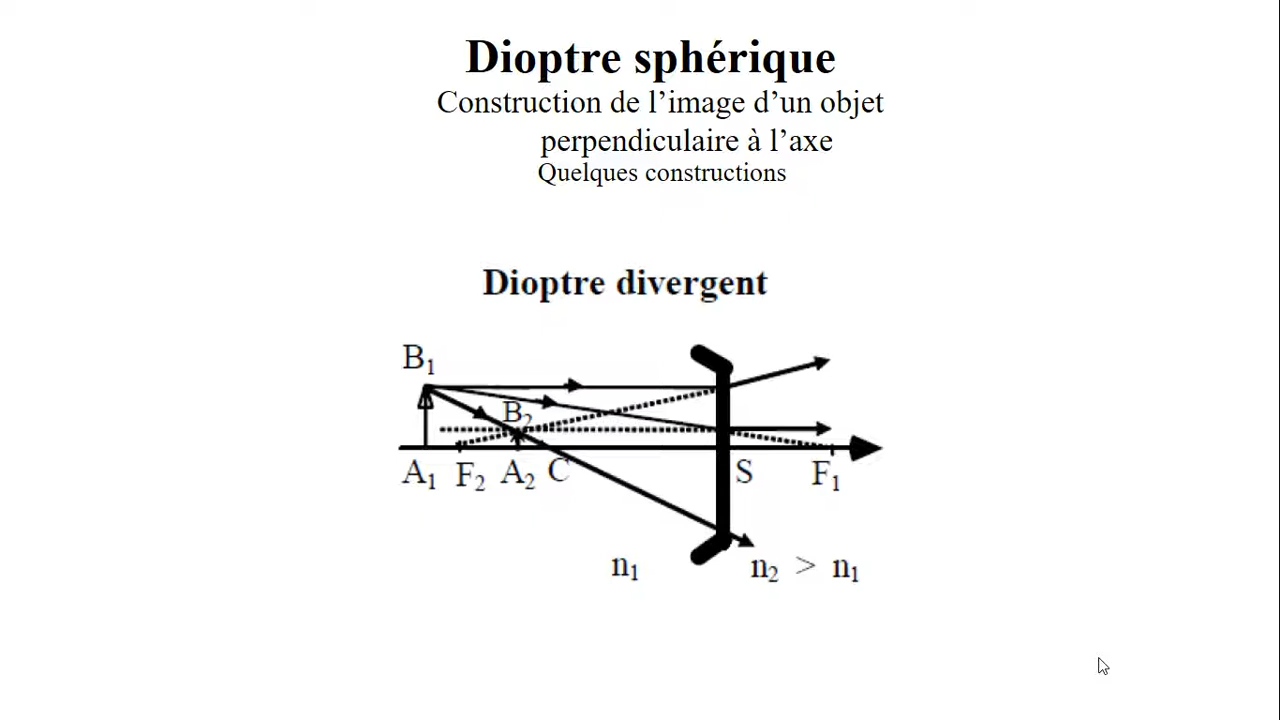 Dioptre sphérique
Construction de l’image d’un objet
perpendiculaire à l’axe
Quelques constructions
Dioptre divergent
B₁
B₂
A₁ F₂ A₂ C S F₁
n₁ n₂ > n₁